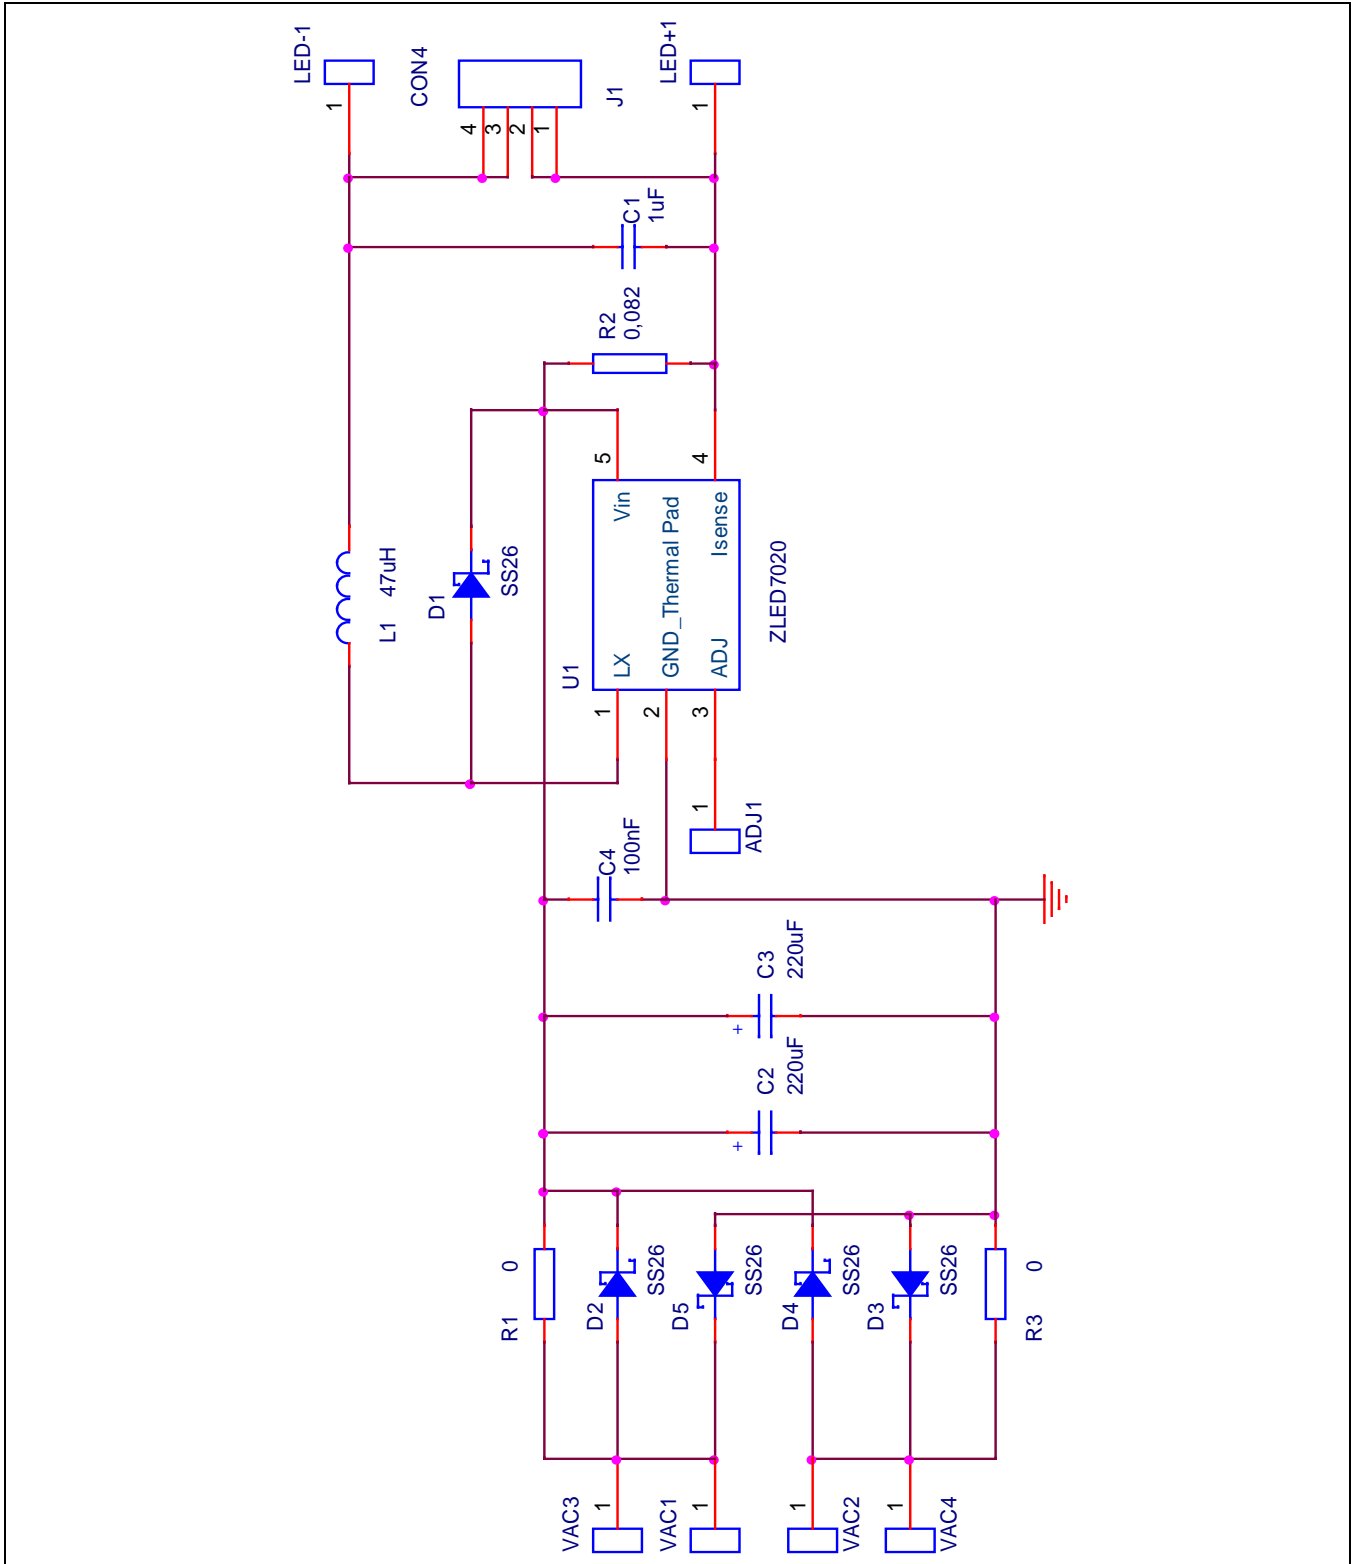 LED-1
1
CON4
4
3
2
1
J1
LED+1
1
C1
1uF
R2
0,082
5
4
Vin
GND_Thermal Pad
Isense
LX
ADJ
U1
ZLED7020
L1 47uH
D1
SS26
1
2
3
1
ADJ1
C4
100nF
C3
220uF
+
C2
220uF
+
R1 0
D2
SS26
D5
SS26
D4
SS26
D3
SS26
R3 0
VAC3
1
VAC1
1
VAC2
1
VAC4
1